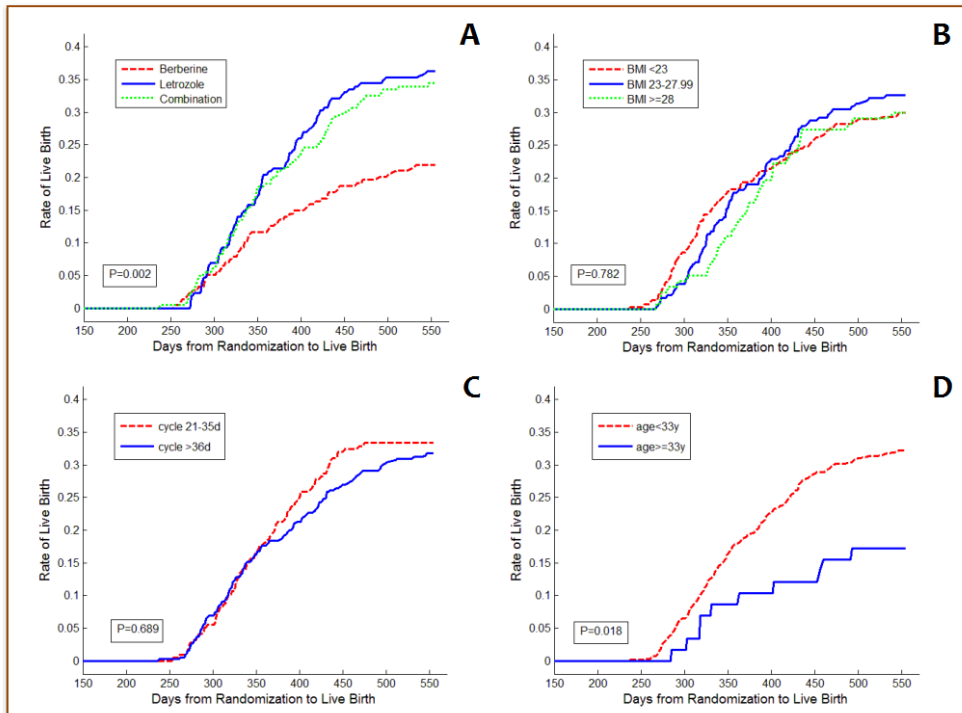 A
0.4
0.35
0.3
0.25
0.2
0.15
0.1
0.05
0
Rate of Live Birth
Berberine
Letrozole
Combination
P=0.002
150 200 250 300 350 400 450 500 550
Days from Randomization to Live Birth
B
0.4
0.35
0.3
0.25
0.2
0.15
0.1
0.05
0
Rate of Live Birth
BMI <23
BMI 23-27.99
BMI >=28
P=0.782
150 200 250 300 350 400 450 500 550
Days from Randomization to Live Birth
C
0.4
0.35
0.3
0.25
0.2
0.15
0.1
0.05
0
Rate of Live Birth
cycle 21-35d
cycle >36d
P=0.689
150 200 250 300 350 400 450 500 550
Days from Randomization to Live Birth
D
0.4
0.35
0.3
0.25
0.2
0.15
0.1
0.05
0
Rate of Live Birth
age<33y
age>=33y
P=0.018
150 200 250 300 350 400 450 500 550
Days from Randomization to Live Birth